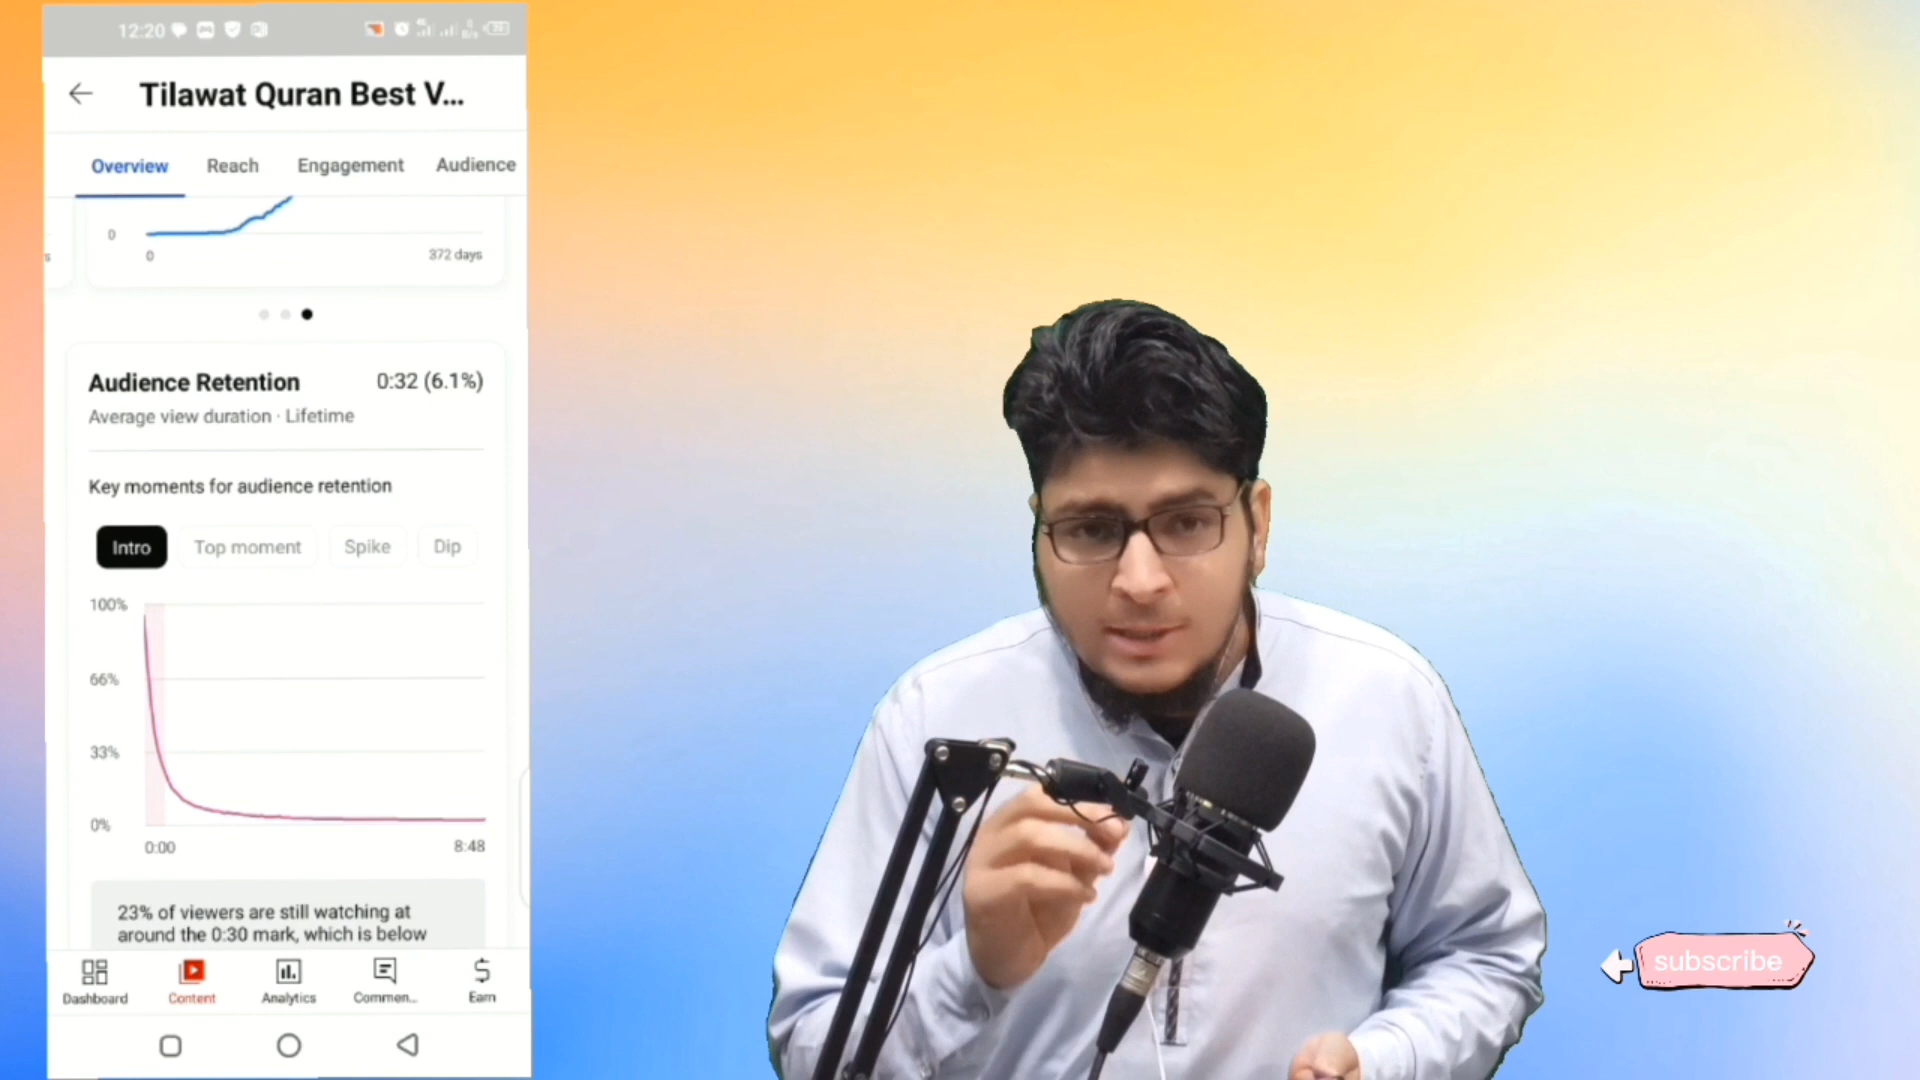 12:20
Tilawat Quran Best V...
Overview Reach Engagement Audience
0
0 372 days
Audience Retention 0:32 (6.1%)
Average view duration · Lifetime
Key moments for audience retention
Intro Top moment Spike Dip
100%
66%
33%
0%
0:00 8:48
23% of viewers are still watching at
around the 0:30 mark, which is below
Dashboard Content Analytics Commen... Earn
subscribe